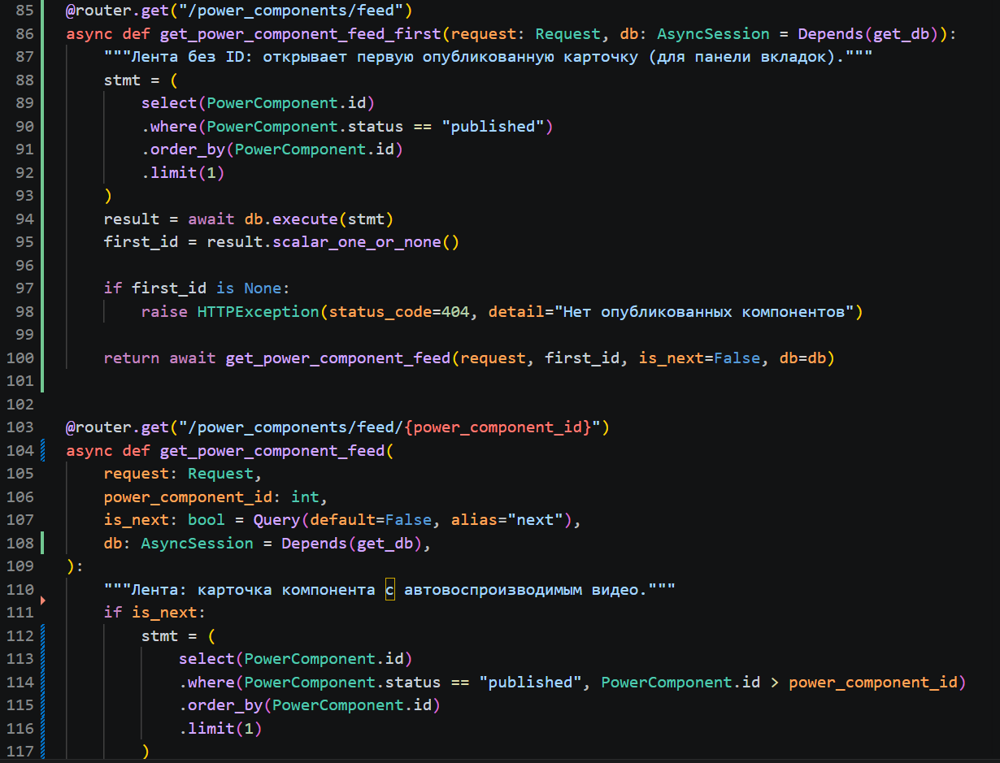 85 @router.get("/power_components/feed")
86 async def get_power_component_feed_first(request: Request, db: AsyncSession = Depends(get_db)):
87     """Лента без ID: открывает первую опубликованную карточку (для панели вкладок)."""
88     stmt = (
89         select(PowerComponent.id)
90         .where(PowerComponent.status == "published")
91         .order_by(PowerComponent.id)
92         .limit(1)
93     )
94     result = await db.execute(stmt)
95     first_id = result.scalar_one_or_none()
96
97     if first_id is None:
98         raise HTTPException(status_code=404, detail="Нет опубликованных компонентов")
99
100     return await get_power_component_feed(request, first_id, is_next=False, db=db)
101
102
103 @router.get("/power_components/feed/{power_component_id}")
104 async def get_power_component_feed(
105     request: Request,
106     power_component_id: int,
107     is_next: bool = Query(default=False, alias="next"),
108     db: AsyncSession = Depends(get_db),
109 ):
110     """Лента: карточка компонента с автовоспроизводимым видео."""
111     if is_next:
112         stmt = (
113             select(PowerComponent.id)
114             .where(PowerComponent.status == "published", PowerComponent.id > power_component_id)
115             .order_by(PowerComponent.id)
116             .limit(1)
117         )